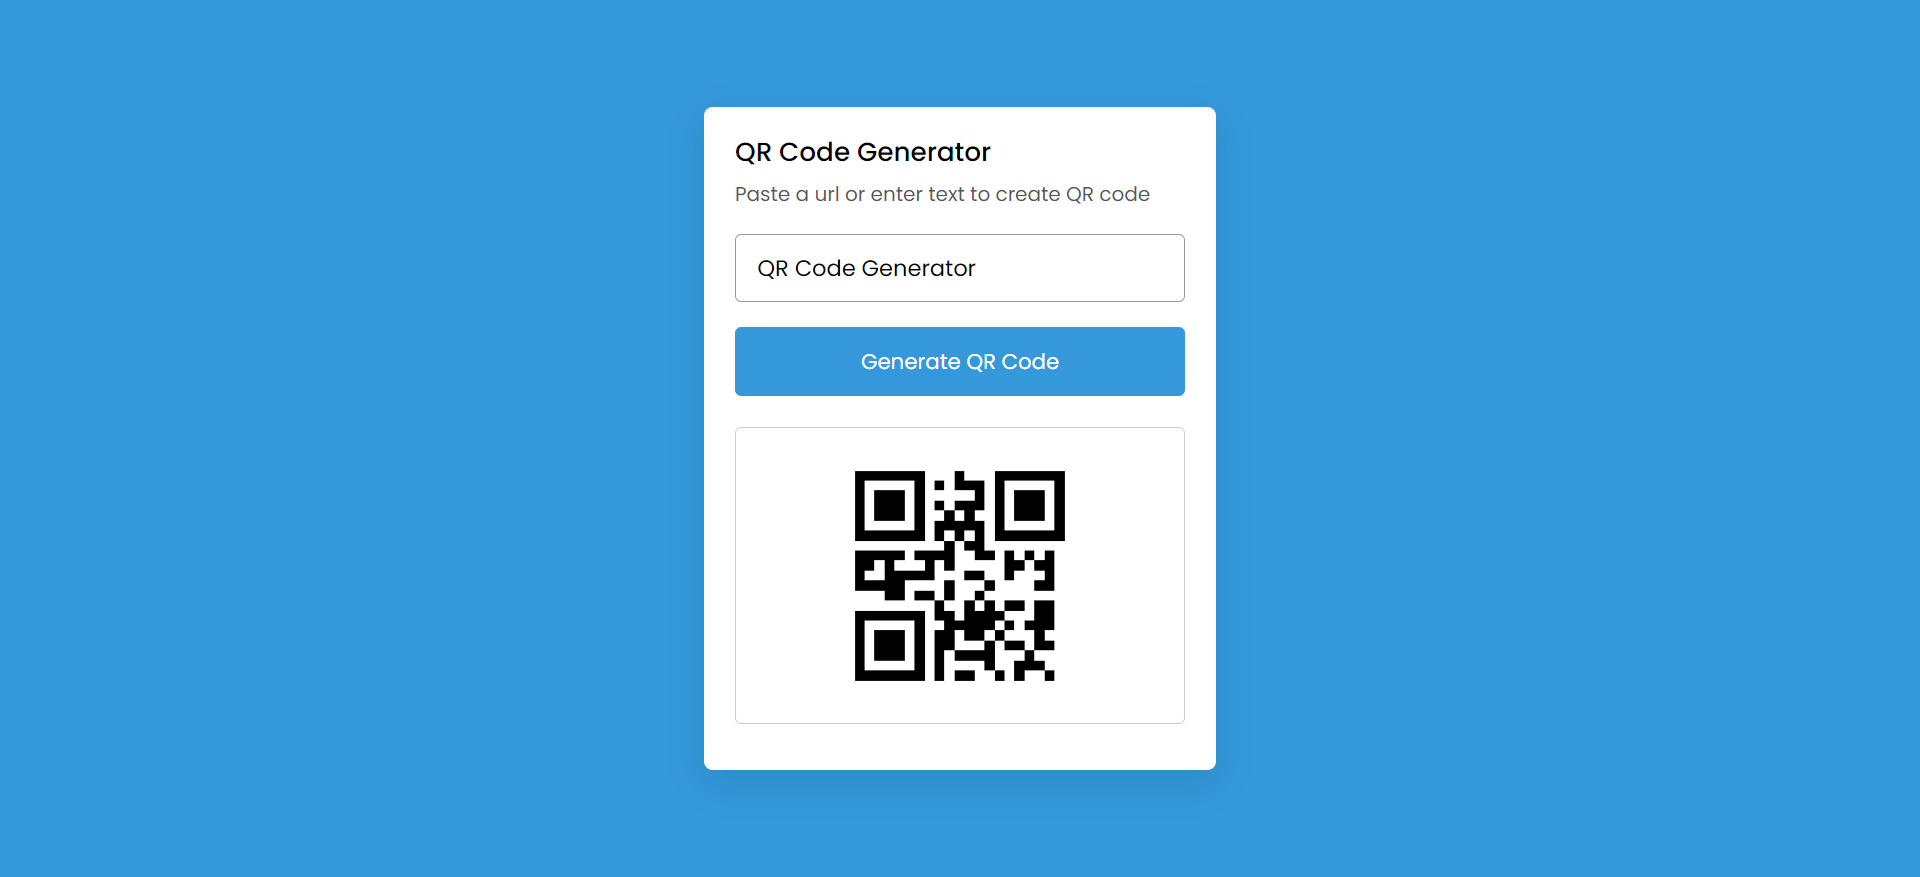 QR Code Generator
Paste a url or enter text to create QR code
QR Code Generator
Generate QR Code